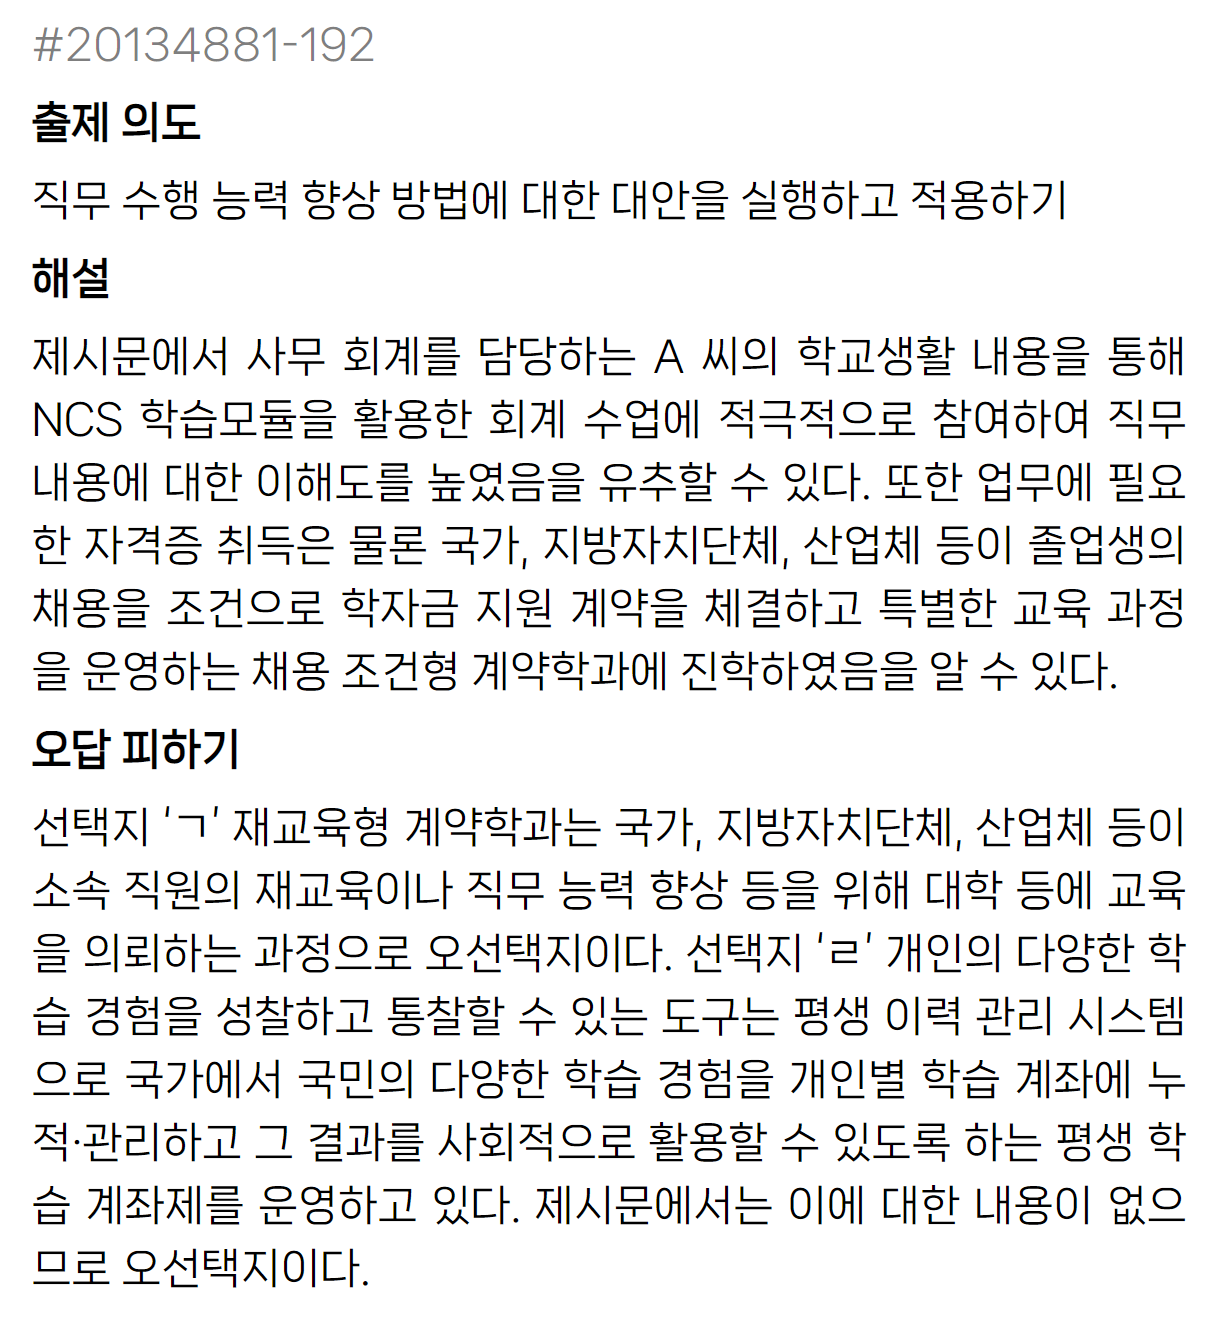 #20134881-192
출제 의도
직무 수행 능력 향상 방법에 대한 대안을 실행하고 적용하기
해설
제시문에서 사무 회계를 담당하는 A 씨의 학교생활 내용을 통해
NCS 학습모듈을 활용한 회계 수업에 적극적으로 참여하여 직무
내용에 대한 이해도를 높였음을 유추할 수 있다. 또한 업무에 필요
한 자격증 취득은 물론 국가, 지방자치단체, 산업체 등이 졸업생의
채용을 조건으로 학자금 지원 계약을 체결하고 특별한 교육 과정
을 운영하는 채용 조건형 계약학과에 진학하였음을 알 수 있다.
오답 피하기
선택지 ‘ㄱ’ 재교육형 계약학과는 국가, 지방자치단체, 산업체 등이
소속 직원의 재교육이나 직무 능력 향상 등을 위해 대학 등에 교육
을 의뢰하는 과정으로 오선택지이다. 선택지 ‘ㄹ’ 개인의 다양한 학
습 경험을 성찰하고 통찰할 수 있는 도구는 평생 이력 관리 시스템
으로 국가에서 국민의 다양한 학습 경험을 개인별 학습 계좌에 누
적·관리하고 그 결과를 사회적으로 활용할 수 있도록 하는 평생 학
습 계좌제를 운영하고 있다. 제시문에서는 이에 대한 내용이 없으
므로 오선택지이다.